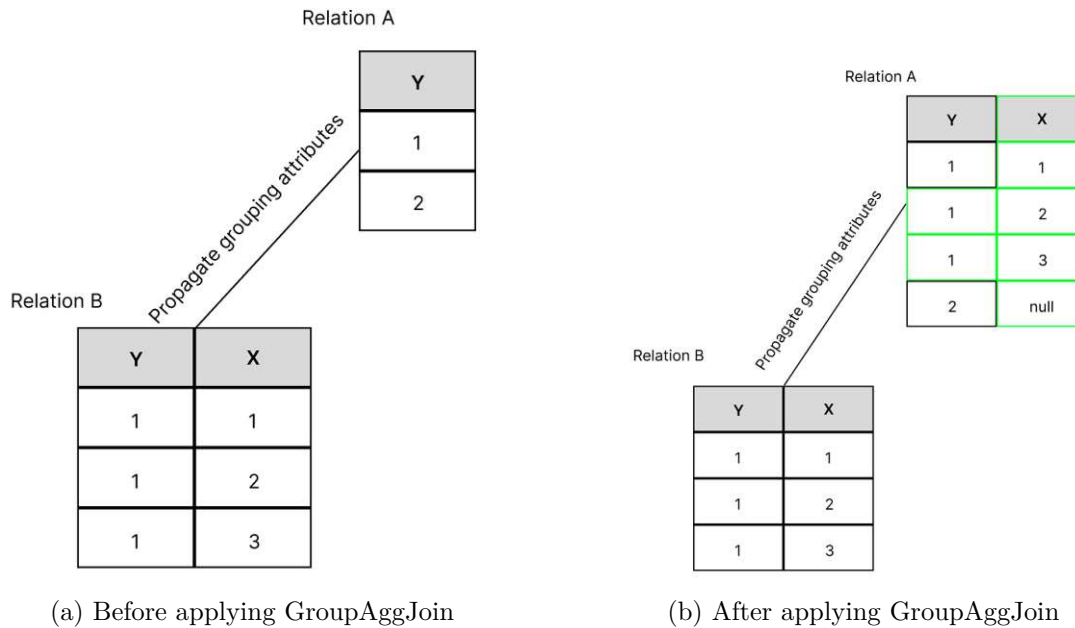 Relation A
Y
1
2
Propagate grouping attributes
Relation B
Y X
1 1
1 2
1 3
(a) Before applying GroupAggJoin
Relation A
Y X
1 1
1 2
1 3
2 null
Propagate grouping attributes
Relation B
Y X
1 1
1 2
1 3
(b) After applying GroupAggJoin